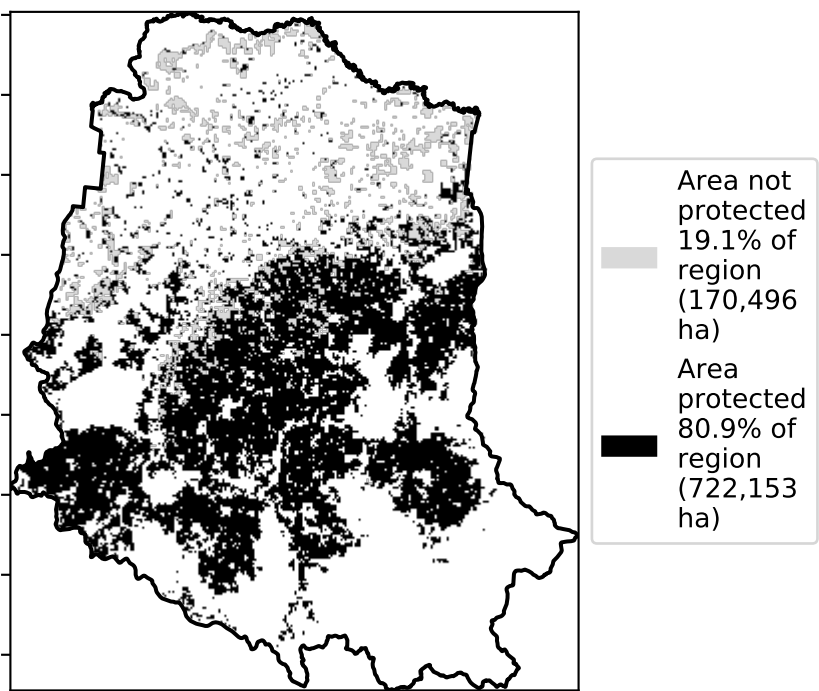 Area not
protected
19.1% of
region
(170,496
ha)
Area
protected
80.9% of
region
(722,153
ha)